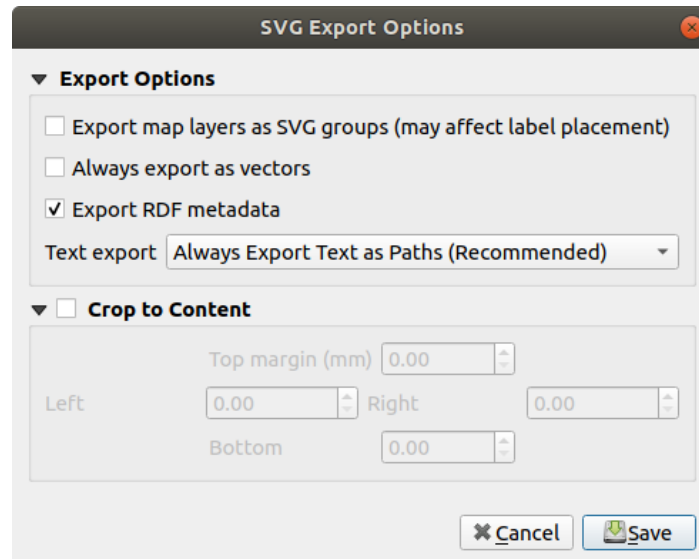 SVG Export Options
Export Options
Export map layers as SVG groups (may affect label placement)
Always export as vectors
Export RDF metadata
Text export Always Export Text as Paths (Recommended)
Crop to Content
Top margin (mm) 0.00
Left 0.00 Right 0.00
Bottom 0.00
Cancel Save